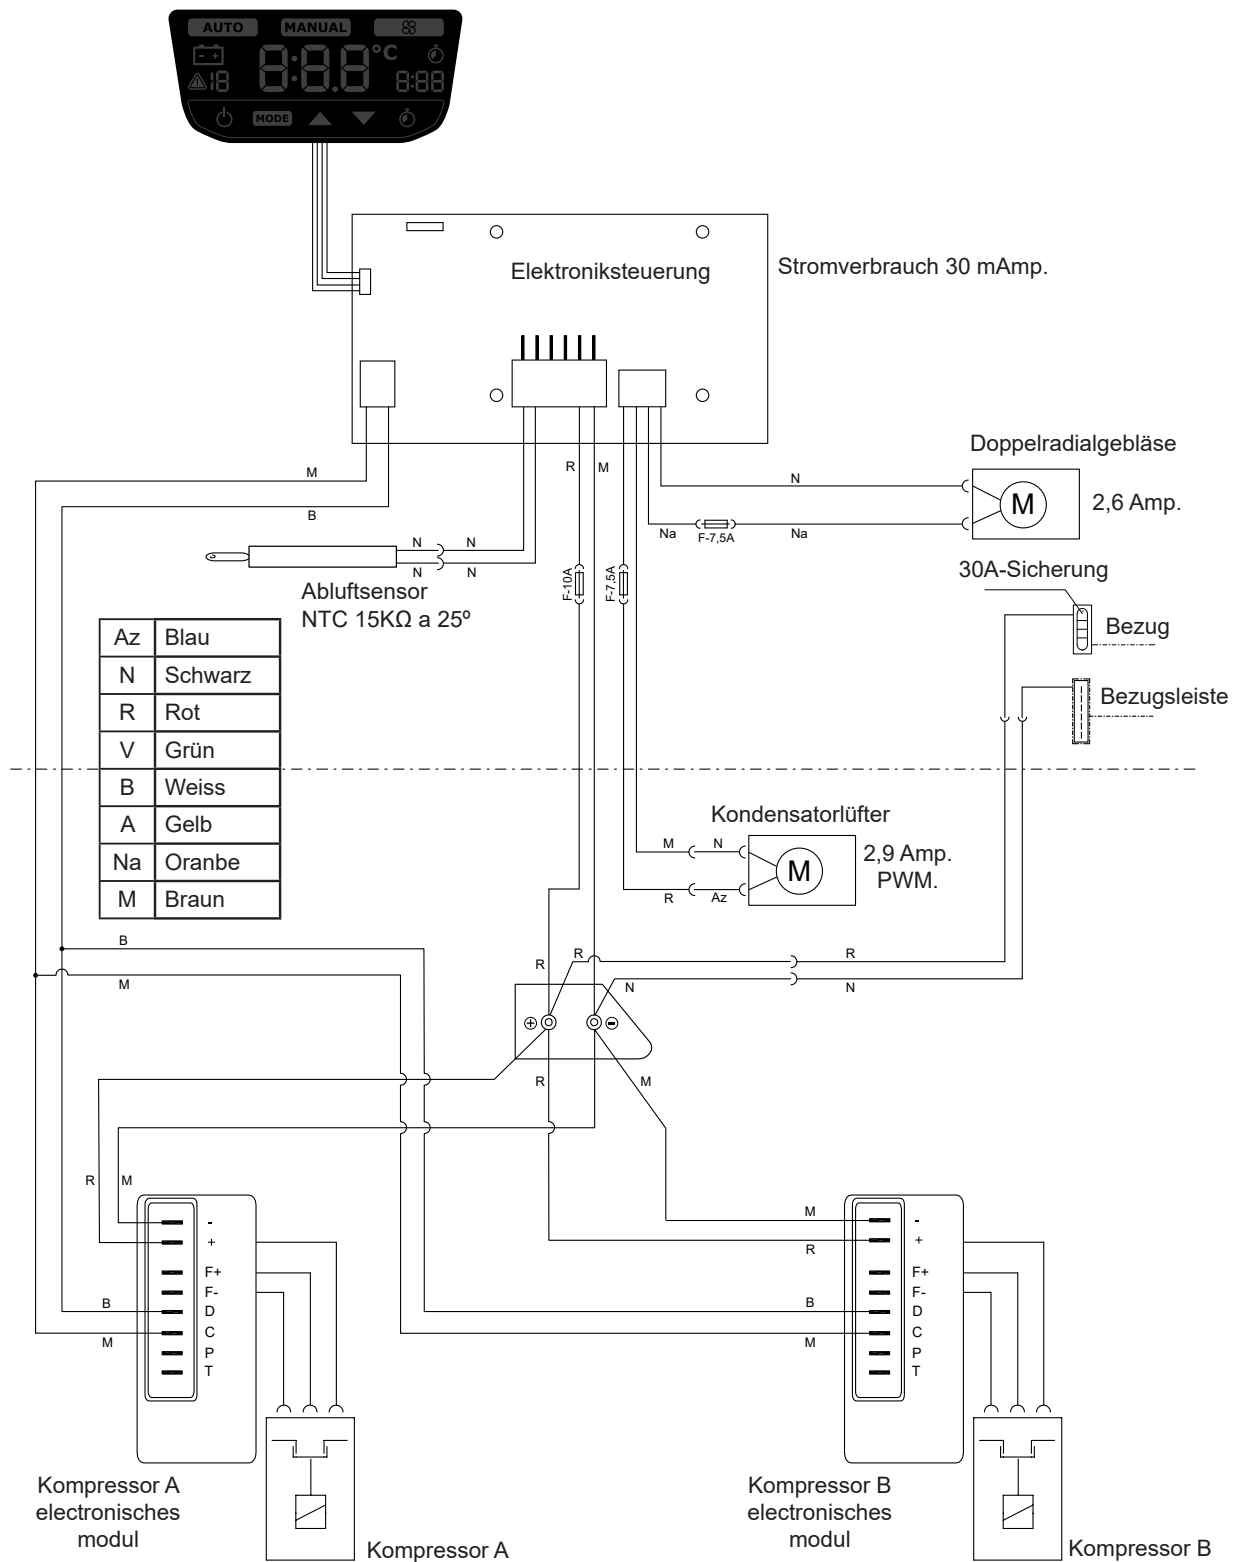 AUTO MANUAL
- + 8:8.8 °C
18 8:88
MODE
Elektroniksteuerung
Stromverbrauch 30 mAmp.
Doppelradialgebläse
M
R
M
N
M
2,6 Amp.
B
Na
F-7,5A
Na
N
N
N
N
F-10A
F-7,5A
30A-Sicherung
Abluftsensor
NTC 15KΩ a 25º
Bezug
Az Blau
N Schwarz
R Rot
V Grün
B Weiss
A Gelb
Na Oranbe
M Braun
Bezugsleiste
Kondensatorlüfter
M
N
M
2,9 Amp.
PWM.
R
Az
B
M
R
R
R
N
N
+
-
R
M
R
M
-
+
F+
F-
D
C
P
T
B
M
M
R
B
M
-
+
F+
F-
D
C
P
T
Kompressor A
electronisches
modul
Kompressor A
Kompressor B
electronisches
modul
Kompressor B